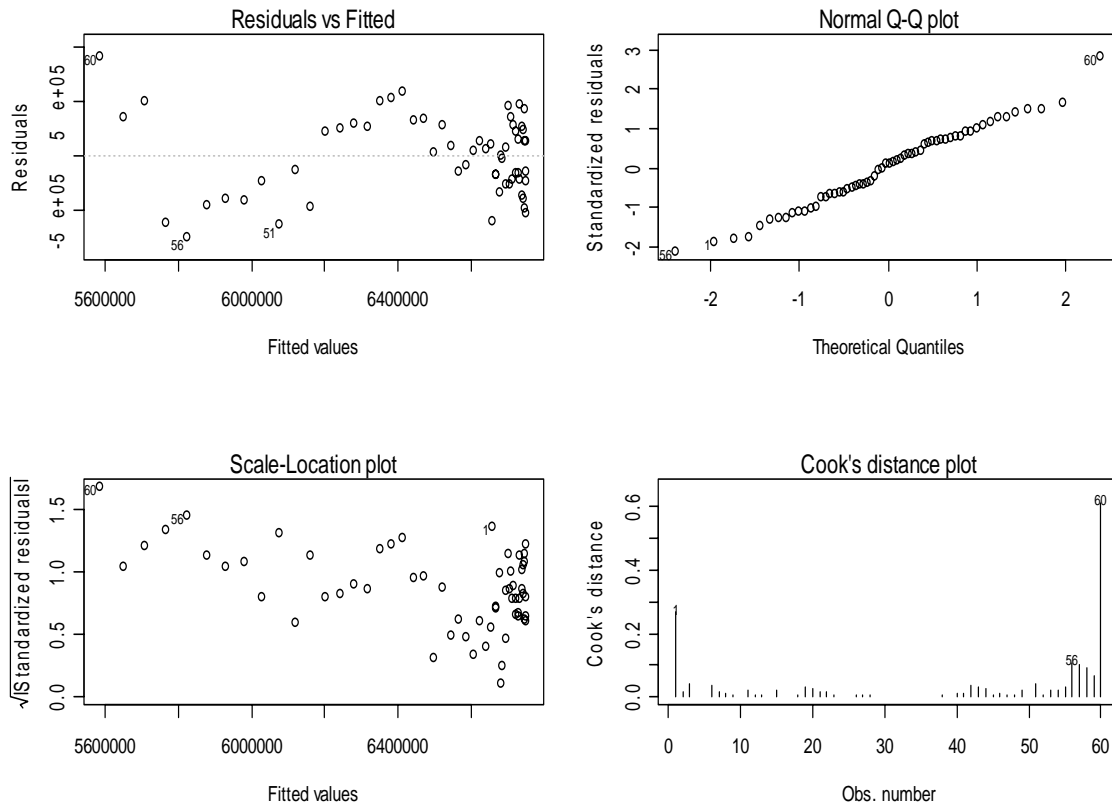 Residuals vs Fitted
Residuals
-5 e+05 5 e+05
60
56
51
5600000 6000000 6400000
Fitted values
Normal Q-Q plot
Standardized residuals
-2 -1 0 1 2 3
60
1
56
-2 -1 0 1 2
Theoretical Quantiles
Scale-Location plot
√|Standardized residuals|
0.0 0.5 1.0 1.5
60
56
1
5600000 6000000 6400000
Fitted values
Cook's distance plot
Cook's distance
0.0 0.2 0.4 0.6
1
56
60
0 10 20 30 40 50 60
Obs. number